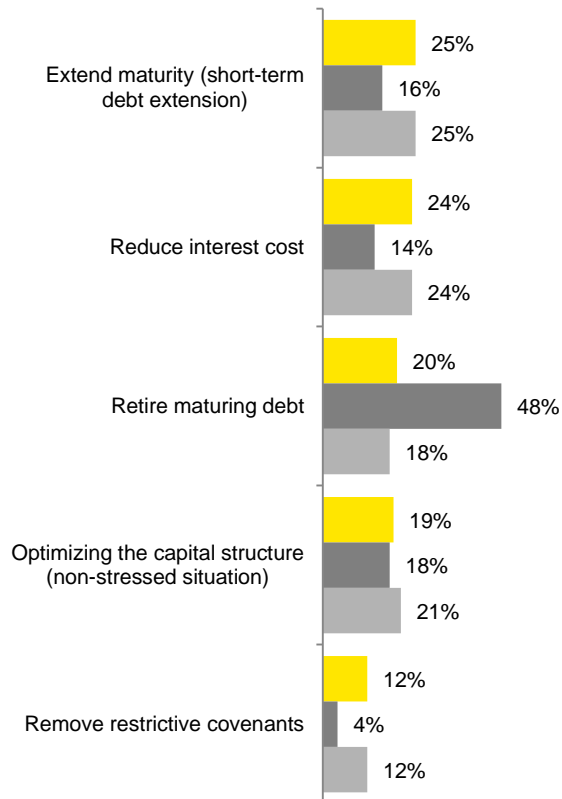 Extend maturity (short-term
debt extension)
25%
16%
25%
Reduce interest cost
24%
14%
24%
Retire maturing debt
20%
48%
18%
Optimizing the capital structure
(non-stressed situation)
19%
18%
21%
Remove restrictive covenants
12%
4%
12%